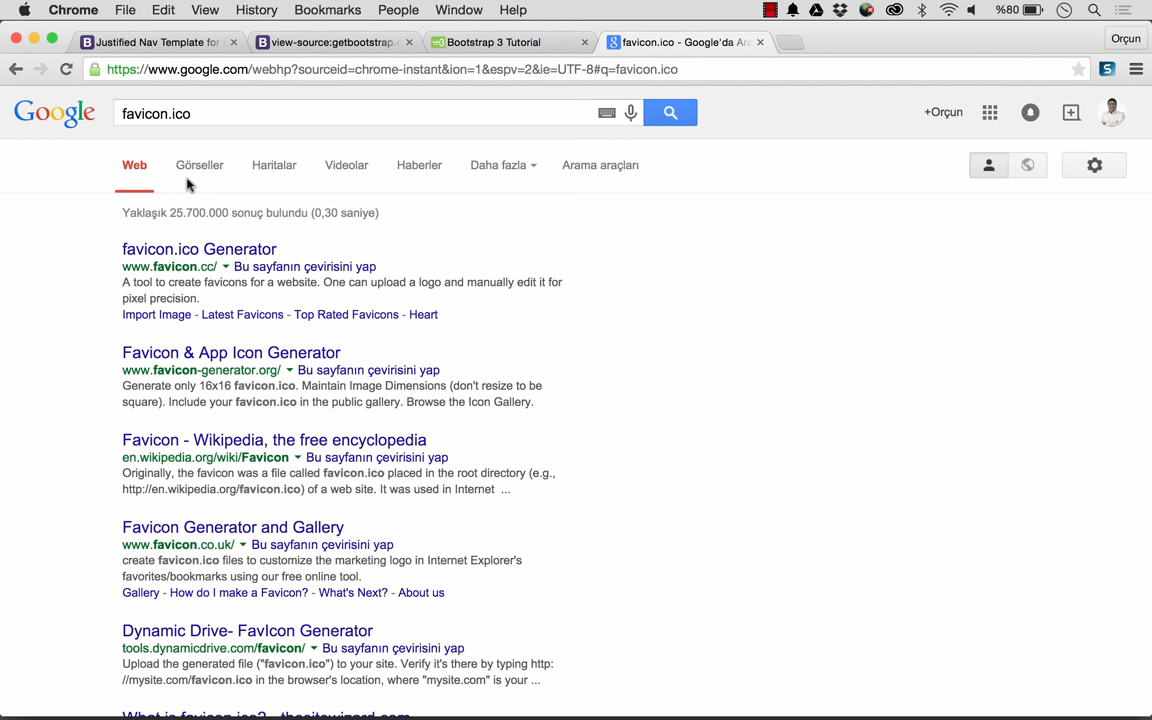 Chrome File Edit View History Bookmarks People Window Help %80
Justified Nav Template for view-source:getbootstrap.c Bootstrap 3 Tutorial favicon.ico - Google'da Ara Orçun
https://www.google.com/webhp?sourceid=chrome-instant&ion=1&espv=2&ie=UTF-8#q=favicon.ico
Google favicon.ico +Orçun
Web Görseller Haritalar Videolar Haberler Daha fazla Arama araçları
Yaklaşık 25.700.000 sonuç bulundu (0,30 saniye)
favicon.ico Generator
www.favicon.cc/ Bu sayfanın çevirisini yap
A tool to create favicons for a website. One can upload a logo and manually edit it for
pixel precision.
Import Image - Latest Favicons - Top Rated Favicons - Heart
Favicon & App Icon Generator
www.favicon-generator.org/ Bu sayfanın çevirisini yap
Generate only 16x16 favicon.ico. Maintain Image Dimensions (don't resize to be
square). Include your favicon.ico in the public gallery. Browse the Icon Gallery.
Favicon - Wikipedia, the free encyclopedia
en.wikipedia.org/wiki/Favicon Bu sayfanın çevirisini yap
Originally, the favicon was a file called favicon.ico placed in the root directory (e.g.,
http://en.wikipedia.org/favicon.ico) of a web site. It was used in Internet ...
Favicon Generator and Gallery
www.favicon.co.uk/ Bu sayfanın çevirisini yap
create favicon.ico files to customize the marketing logo in Internet Explorer's
favorites/bookmarks using our free online tool.
Gallery - How do I make a Favicon? - What's Next? - About us
Dynamic Drive- FavIcon Generator
tools.dynamicdrive.com/favicon/ Bu sayfanın çevirisini yap
Upload the generated file ("favicon.ico") to your site. Verify it's there by typing http:
//mysite.com/favicon.ico in the browser's location, where "mysite.com" is your ...
What is favicon.ico? - thesitewizard.com